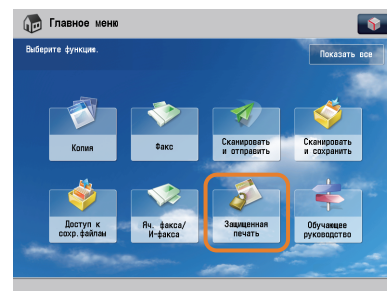 Главное меню
Выберите функцию.
Показать все
Копия
Факс
Сканировать
и отправить
Сканировать
и сохранить
Доступ к
сохр.файлам
Яч. факса/
И-факса
Защищенная
печать
Обучающее
руководство